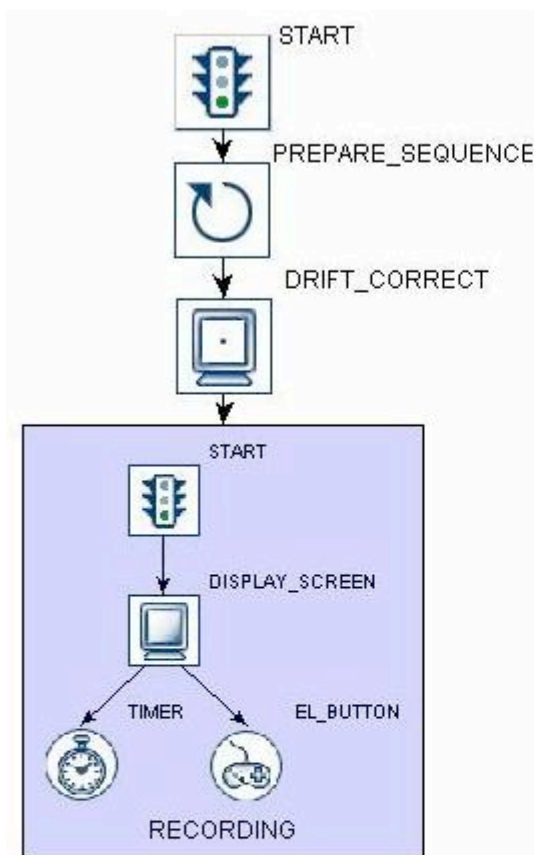 START
PREPARE_SEQUENCE
DRIFT_CORRECT
START
DISPLAY_SCREEN
TIMER EL_BUTTON
RECORDING